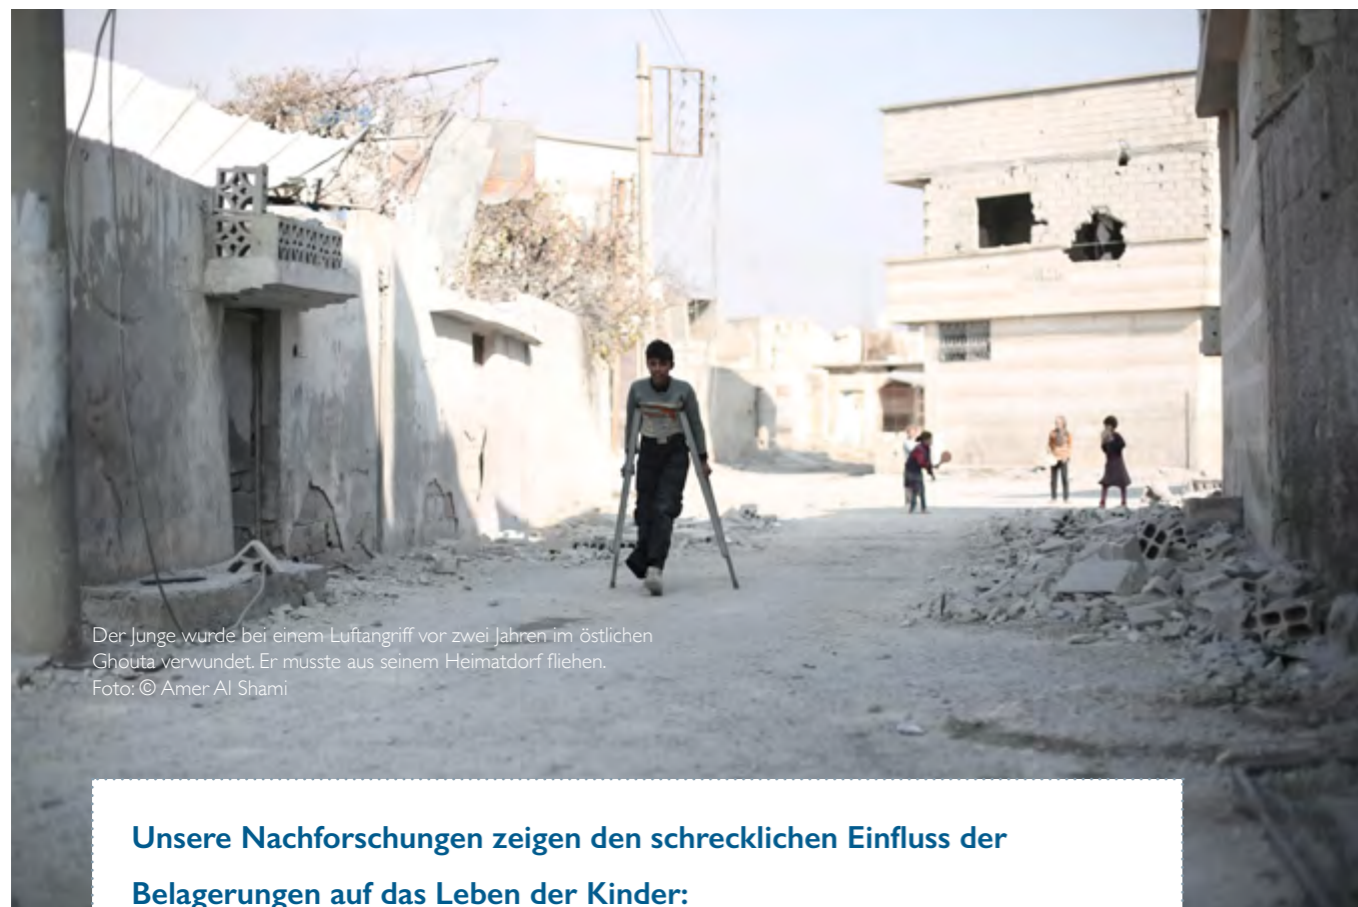 Der Junge wurde bei einem Luftangriff vor zwei Jahren im östlichen
Ghouta verwundet. Er musste aus seinem Heimatdorf fliehen.
Foto: © Amer Al Shami
Unsere Nachforschungen zeigen den schrecklichen Einfluss der
Belagerungen auf das Leben der Kinder: